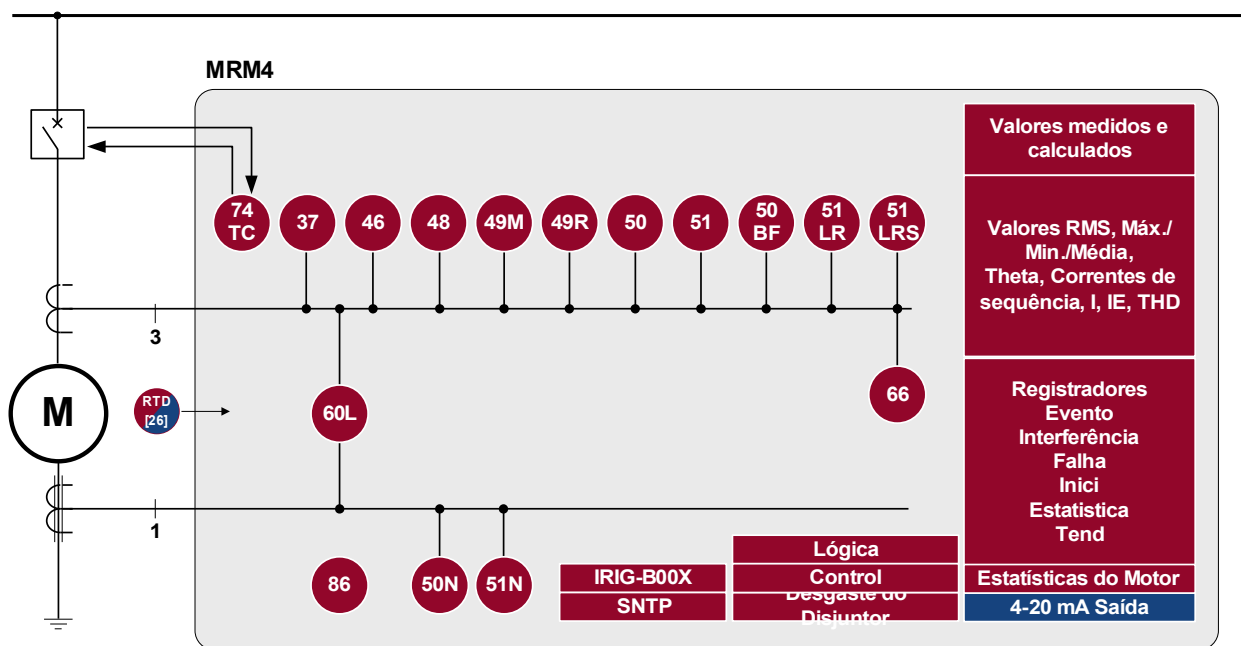 MRM4
74
TC
37
46
48
49M
49R
50
51
50
BF
51
LR
51
LRS
3
M
RTD
[26]
60L
66
1
86
50N
51N
Valores medidos e
calculados
Valores RMS, Máx./
Min./Média,
Theta, Correntes de
sequência, I, IE, THD
Registradores
Evento
Interferência
Falha
Inici
Estatistica
Tend
Lógica
IRIG-B00X
Control
Estatísticas do Motor
SNTP
Desgaste do
Disjuntor
4-20 mA Saída